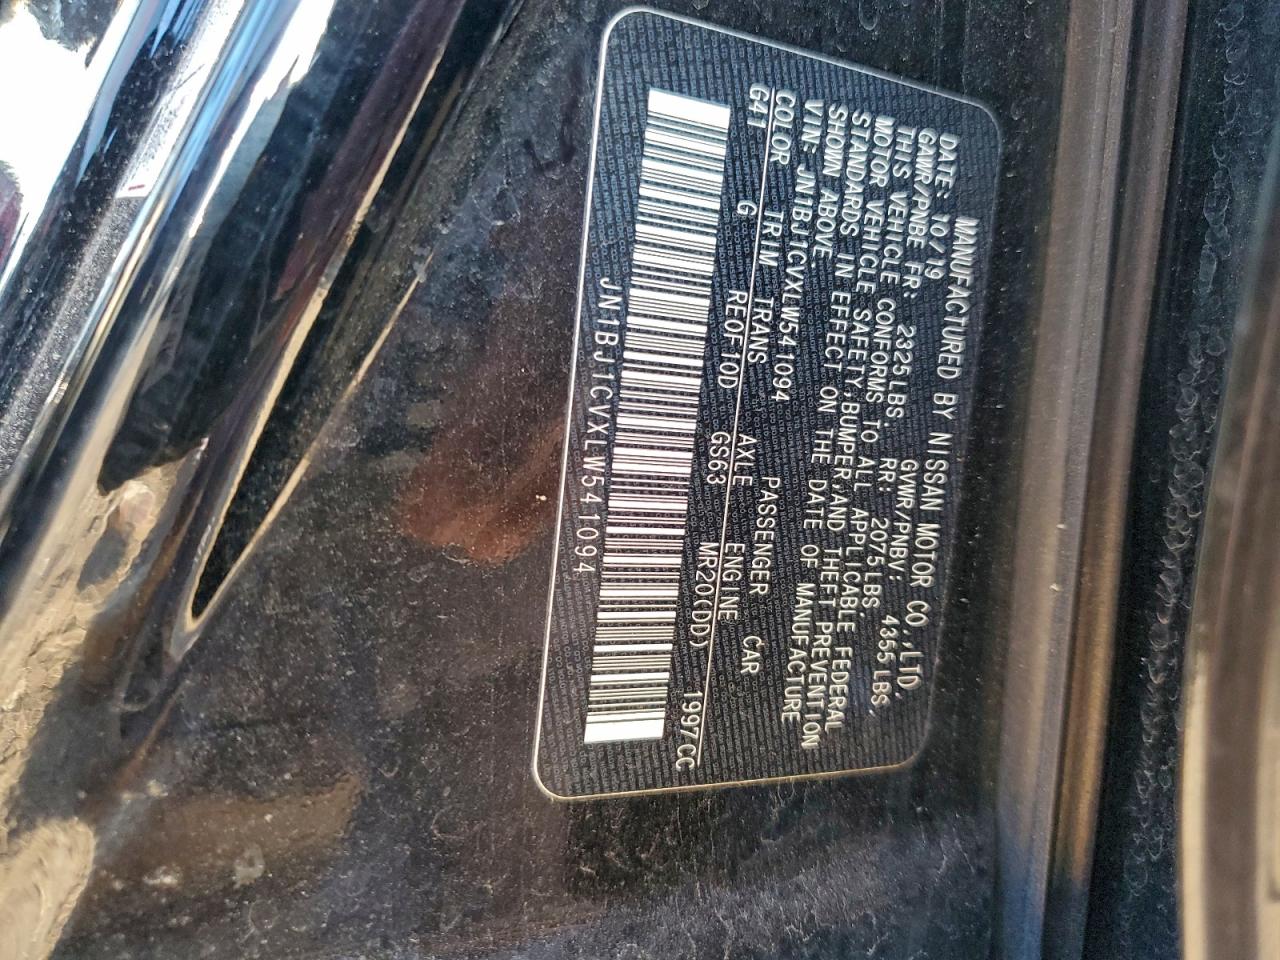 MANUFACTURED BY NISSAN MOTOR CO.,LTD.
DATE: 10/19 GVWR/PNBV: 4355LBS.
GAWR/PNBE FR: 2325LBS. RR: 2075LBS
THIS VEHICLE CONFORMS TO ALL APPLICABLE FEDERAL
MOTOR VEHICLE SAFETY,BUMPER,AND THEFT PREVENTION
STANDARDS IN EFFECT ON THE DATE OF MANUFACTURE
SHOWN ABOVE
VIN JN1BJ1CVXLW541094 PASSENGER CAR
COLOR TRIM TRANS AXLE ENGINE
G41 G RE0F10D GS63 MR20(DD) 1997CC
JN1BJ1CVXLW541094